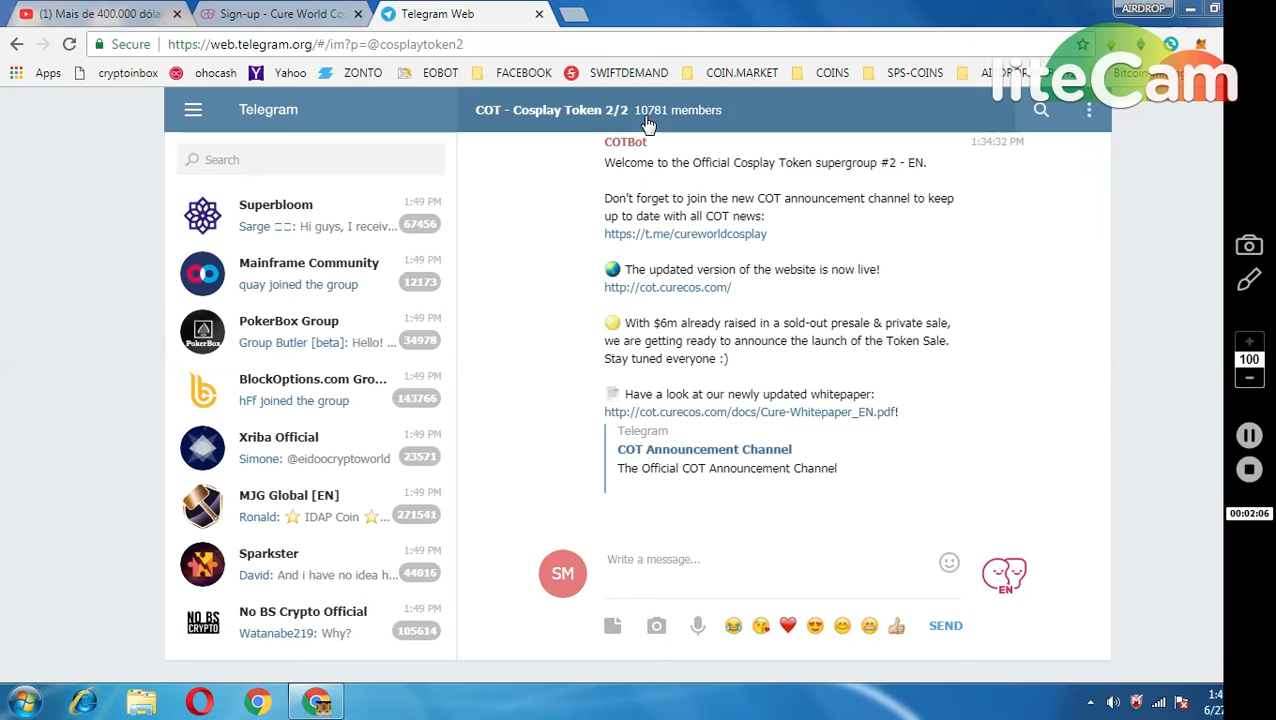 AIRDROP
(1) Mais de 400.000 dólar
Sign-up - Cure World Co
Telegram Web
Secure
https://web.telegram.org/#/im?p=@cosplaytoken2
Apps
cryptoinbox
ohocash
Yahoo
ZONO
EOBOT
FACEBOOK
SWIFTDEMAND
COIN.MARKET
COINS
SPS-COINS
liteCam
Telegram
COT - Cosplay Token 2/2 10781 members
Search
Superbloom
1:49 PM
Sarge □□: Hi guys, I receiv...
67456
Mainframe Community
1:49 PM
quay joined the group
12173
PokerBox Group
1:49 PM
Group Butler [beta]: Hello! ...
34978
BlockOptions.com Gro...
1:49 PM
hFf joined the group
143766
Xriba Official
1:49 PM
Simone: @eidoocryptoworld
23571
MJG Global [EN]
1:49 PM
Ronald: ⭐ IDAP Coin ⭐...
271541
Sparkster
1:49 PM
David: And i have no idea h...
44016
No BS Crypto Official
1:49 PM
Watanabe219: Why?
105614
PokerBox
NO BS
CRYPTO
COTBot
1:34:32 PM
Welcome to the Official Cosplay Token supergroup #2 - EN.
Don't forget to join the new COT announcement channel to keep
up to date with all COT news:
https://t.me/cureworldcosplay
🌍 The updated version of the website is now live!
http://cot.curecos.com/
🟡 With $6m already raised in a sold-out presale & private sale,
we are getting ready to announce the launch of the Token Sale.
Stay tuned everyone :)
📄 Have a look at our newly updated whitepaper:
http://cot.curecos.com/docs/Cure-Whitepaper_EN.pdf!
Telegram
COT Announcement Channel
The Official COT Announcement Channel
SM
Write a message...
EN
SEND
100
00:02:06
1:4
6/27